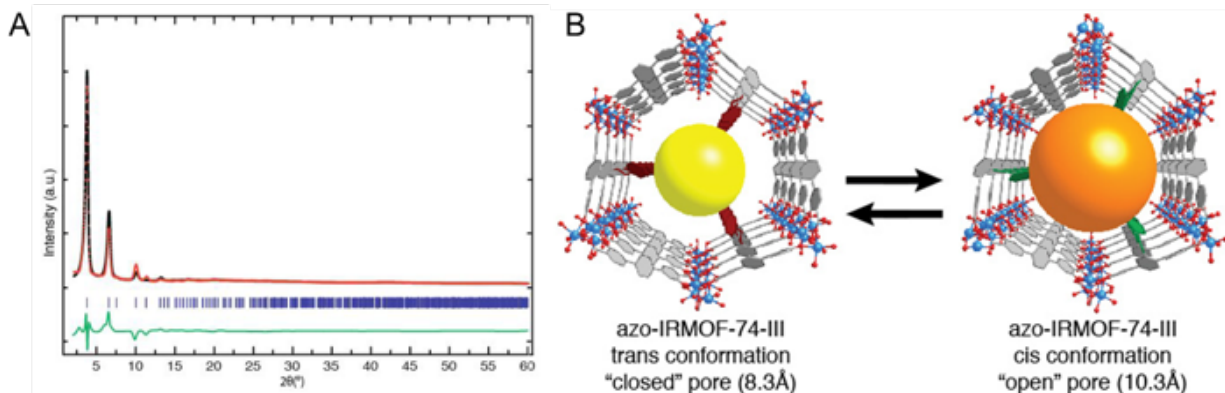 A
B
Intensity (a.u.)
5 10 15 20 25 30 35 40 45 50 55 60
2θ(°)
azo-IRMOF-74-III
trans conformation
"closed" pore (8.3Å)
azo-IRMOF-74-III
cis conformation
"open" pore (10.3Å)